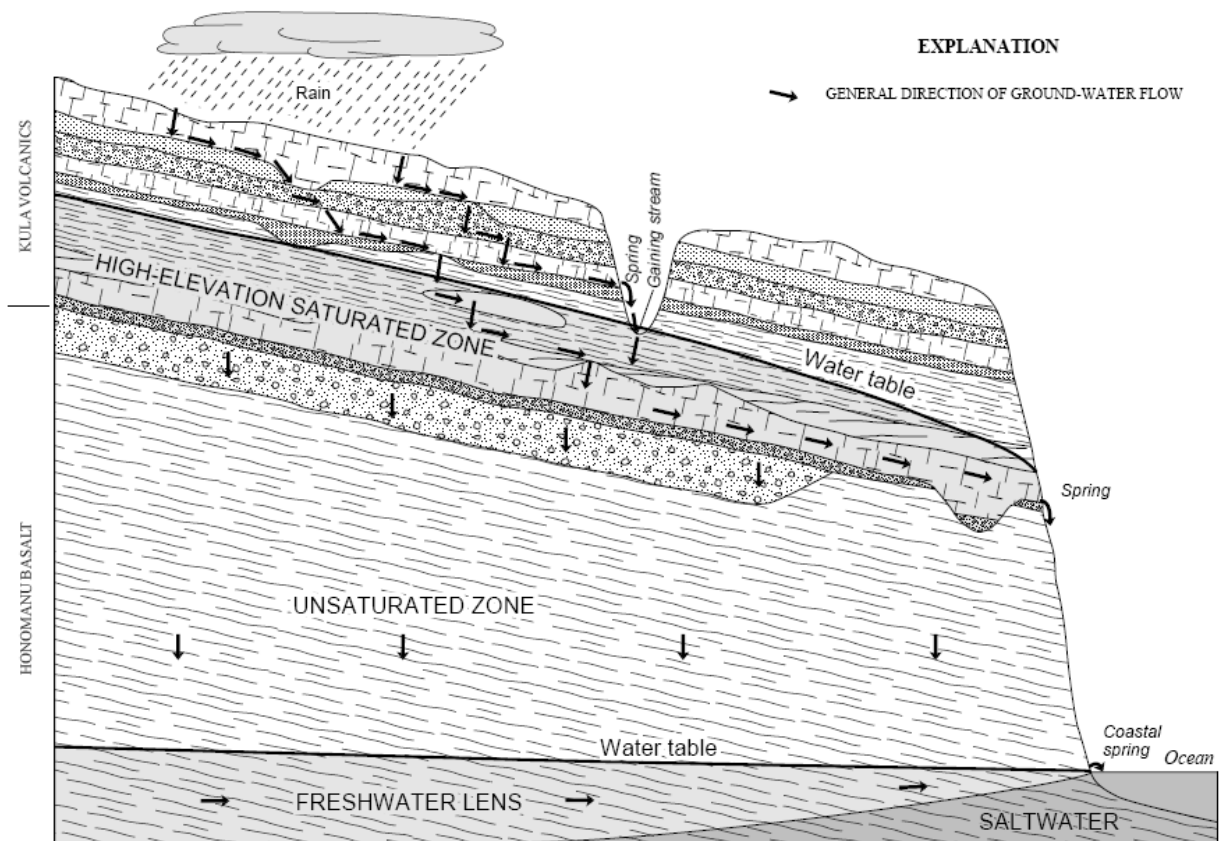 EXPLANATION
GENERAL DIRECTION OF GROUND-WATER FLOW
Rain
KULA VOLCANICS
HONOMANU BASALT
HIGH-ELEVATION SATURATED ZONE
Spring
Gaining stream
Water table
Spring
UNSATURATED ZONE
Water table
Coastal
spring
Ocean
FRESHWATER LENS
SALTWATER